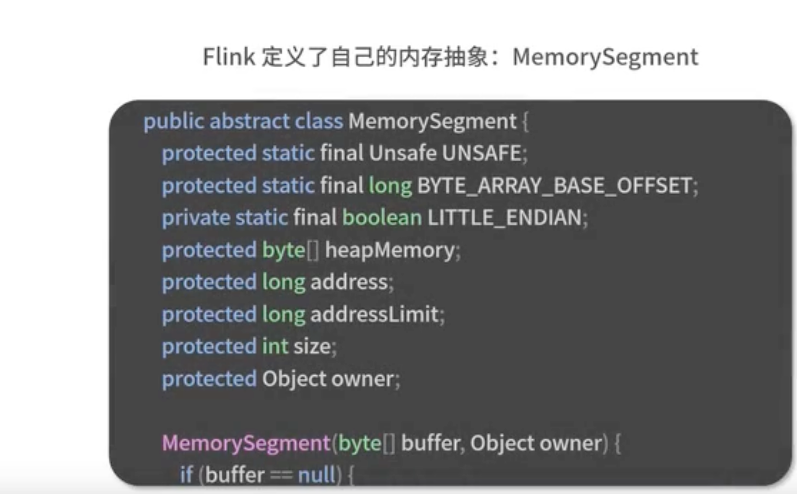 Flink 定义了自己的内存抽象：MemorySegment
public abstract class MemorySegment {
protected static final Unsafe UNSAFE;
protected static final long BYTE_ARRAY_BASE_OFFSET;
private static final boolean LITTLE_ENDIAN;
protected byte[] heapMemory;
protected long address;
protected long addressLimit;
protected int size;
protected Object owner;
MemorySegment(byte[] buffer, Object owner) {
if (buffer == null) {